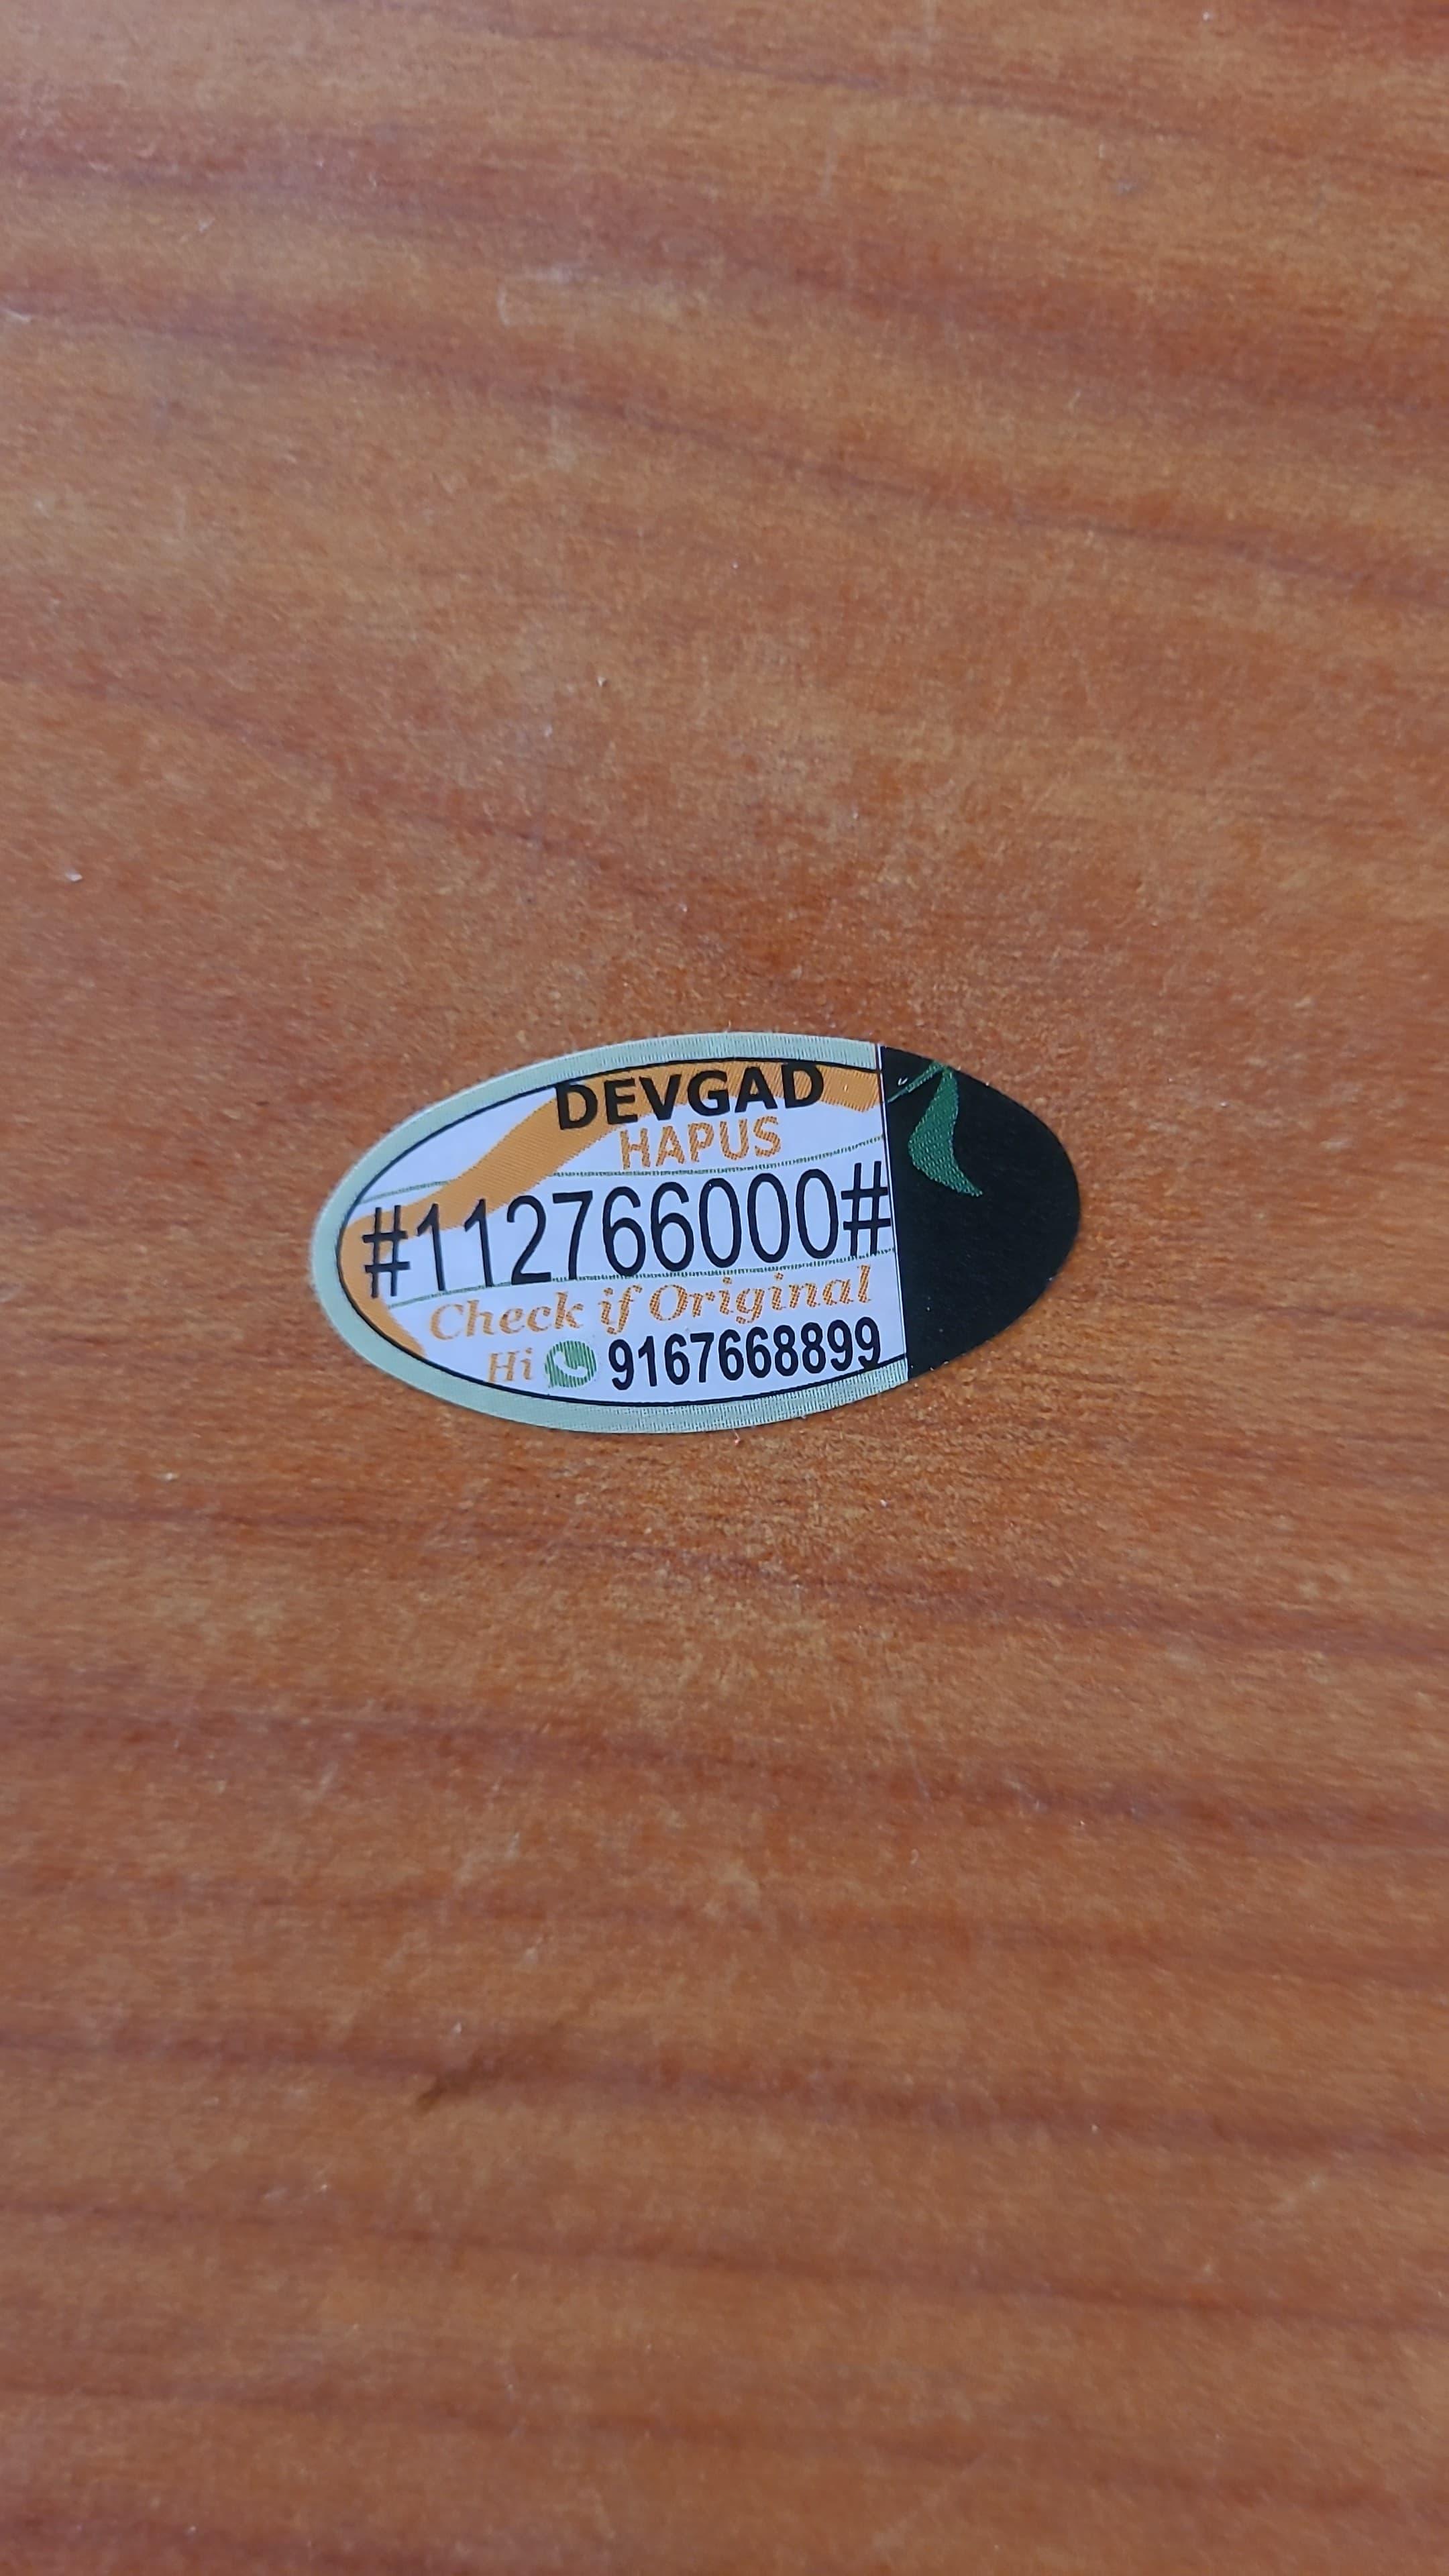 DEVGAD
HAPUS
#112766000#
Check if Original
Hi 9167668899